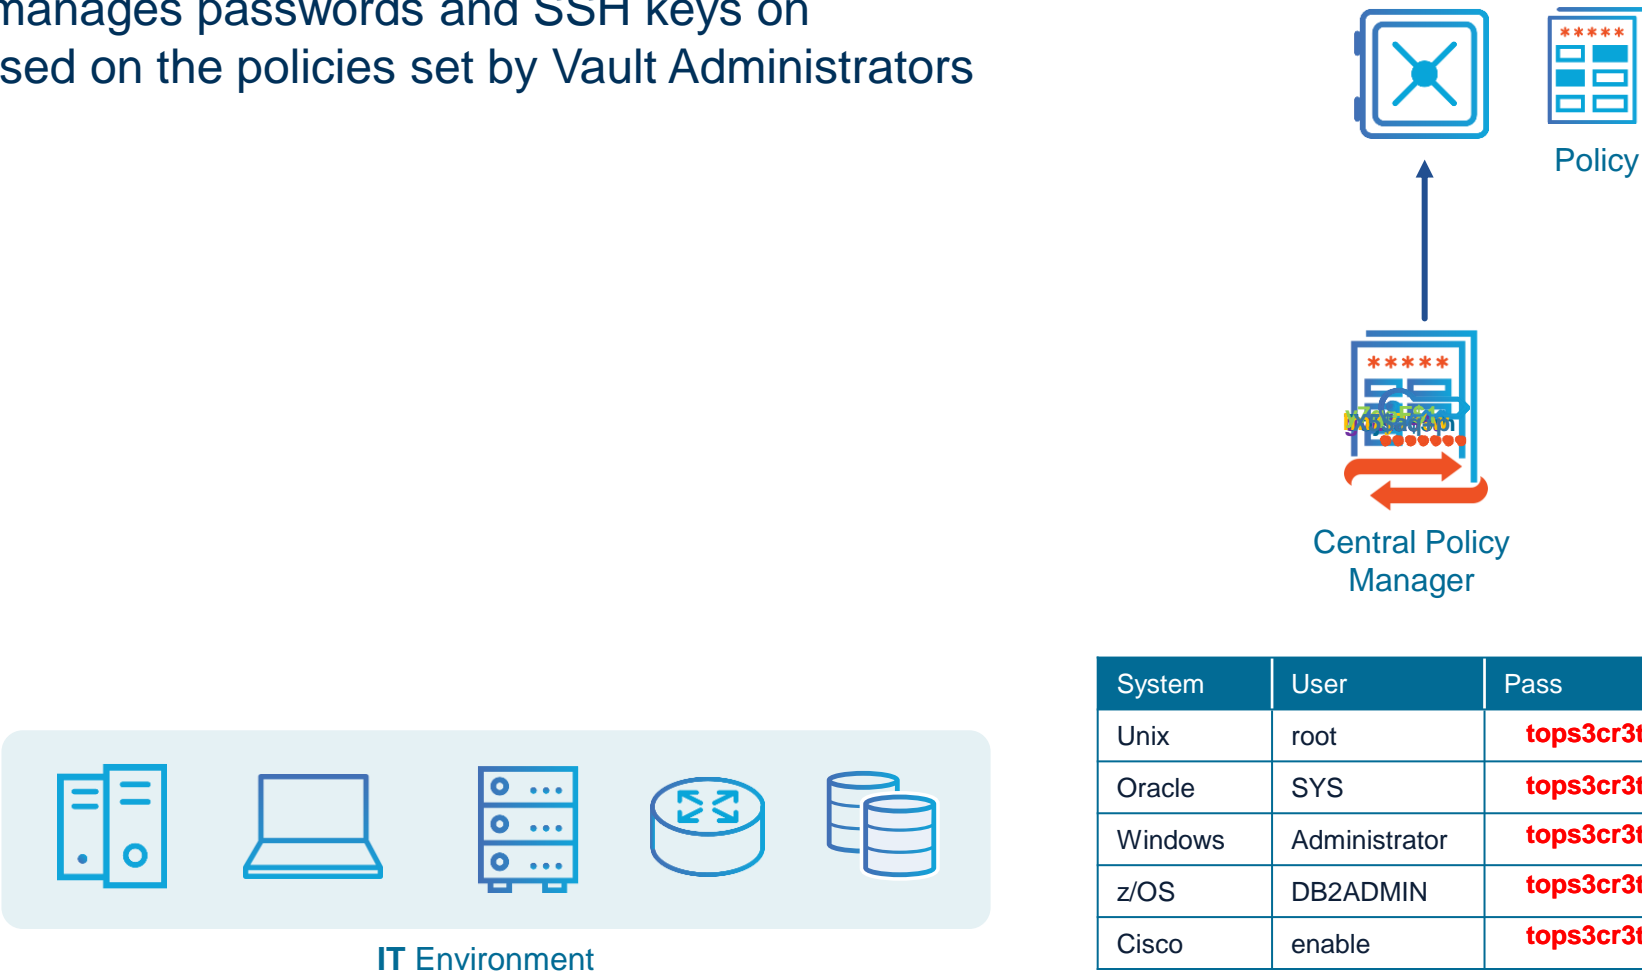 manages passwords and SSH keys on
sed on the policies set by Vault Administrators
*****
Policy
*****
Central Policy
Manager
System User Pass
Unix root tops3cr3t
Oracle SYS tops3cr3t
Windows Administrator tops3cr3t
z/OS DB2ADMIN tops3cr3t
Cisco enable tops3cr3t
IT Environment